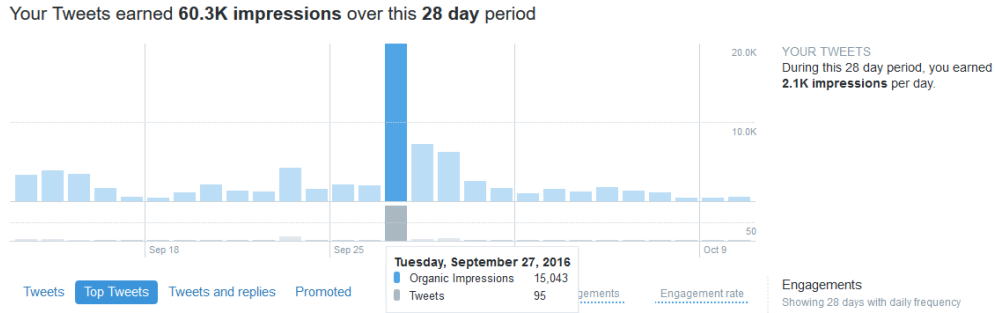 Your Tweets earned 60.3K impressions over this 28 day period
20.0K
YOUR TWEETS
During this 28 day period, you earned
2.1K impressions per day.
10.0K
50
Sep 18
Sep 25
Oct 9
Tuesday, September 27, 2016
Organic Impressions 15,043
Tweets 95
Tweets Top Tweets Tweets and replies Promoted
gements Engagement rate
Engagements
Showing 28 days with daily frequency